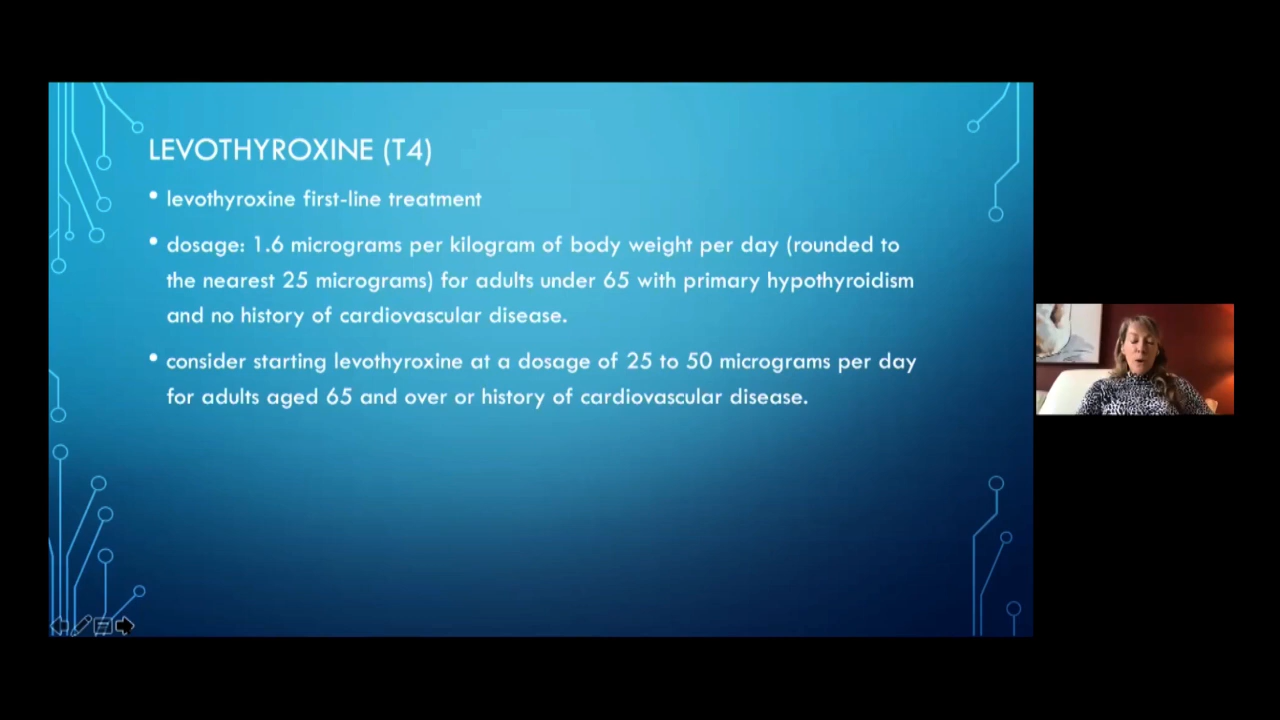 LEVOTHYROXINE (T4)
• levothyroxine first-line treatment
• dosage: 1.6 micrograms per kilogram of body weight per day (rounded to
the nearest 25 micrograms) for adults under 65 with primary hypothyroidism
and no history of cardiovascular disease.
• consider starting levothyroxine at a dosage of 25 to 50 micrograms per day
for adults aged 65 and over or history of cardiovascular disease.